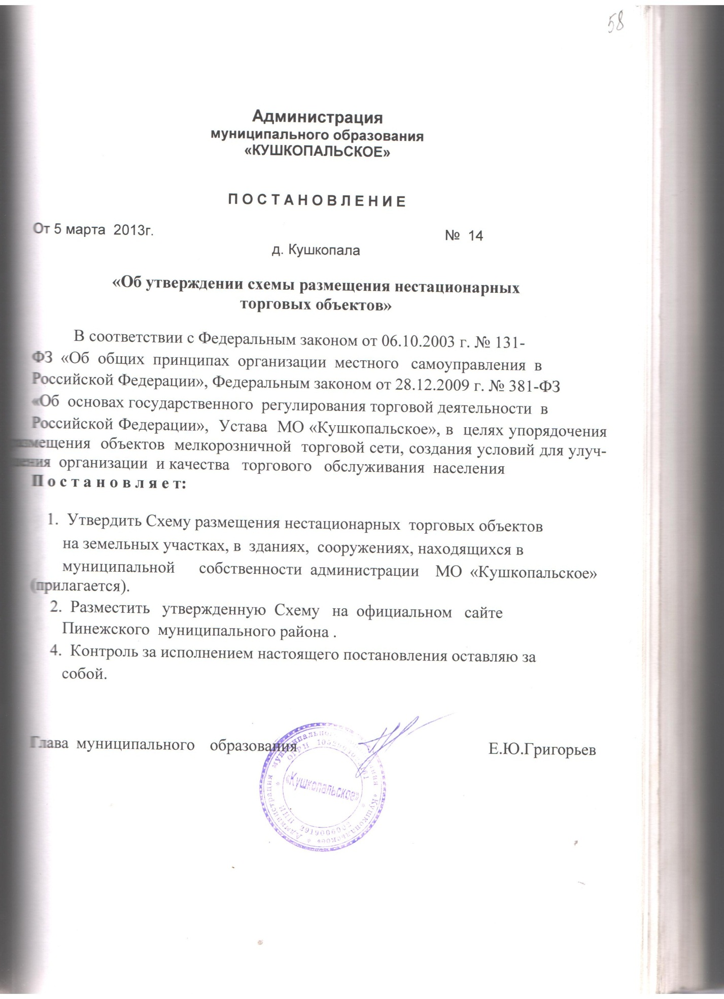 58
Администрация
муниципального образования
«КУШКОПАЛЬСКОЕ»
П О С Т А Н О В Л Е Н И Е
От 5 марта 2013г.
№ 14
д. Кушкопала
«Об утверждении схемы размещения нестационарных
торговых объектов»
В соответствии с Федеральным законом от 06.10.2003 г. № 131-
ФЗ «Об общих принципах организации местного самоуправления в
Российской Федерации», Федеральным законом от 28.12.2009 г. № 381-ФЗ
«Об основах государственного регулирования торговой деятельности в
Российской Федерации», Устава МО «Кушкопальское», в целях упорядочения
размещения объектов мелкорозничной торговой сети, создания условий для улуч-
шения организации и качества торгового обслуживания населения
П о с т а н о в л я е т:
1. Утвердить Схему размещения нестационарных торговых объектов
на земельных участках, в зданиях, сооружениях, находящихся в
муниципальной собственности администрации МО «Кушкопальское»
(прилагается).
2. Разместить утвержденную Схему на официальном сайте
Пинежского муниципального района .
4. Контроль за исполнением настоящего постановления оставляю за
собой.
Глава муниципального образования
Е.Ю.Григорьев
Администрация муниципального образования «Кушкопальское»
ОГРН
«Кушкопальское»
ИНН 2919006002